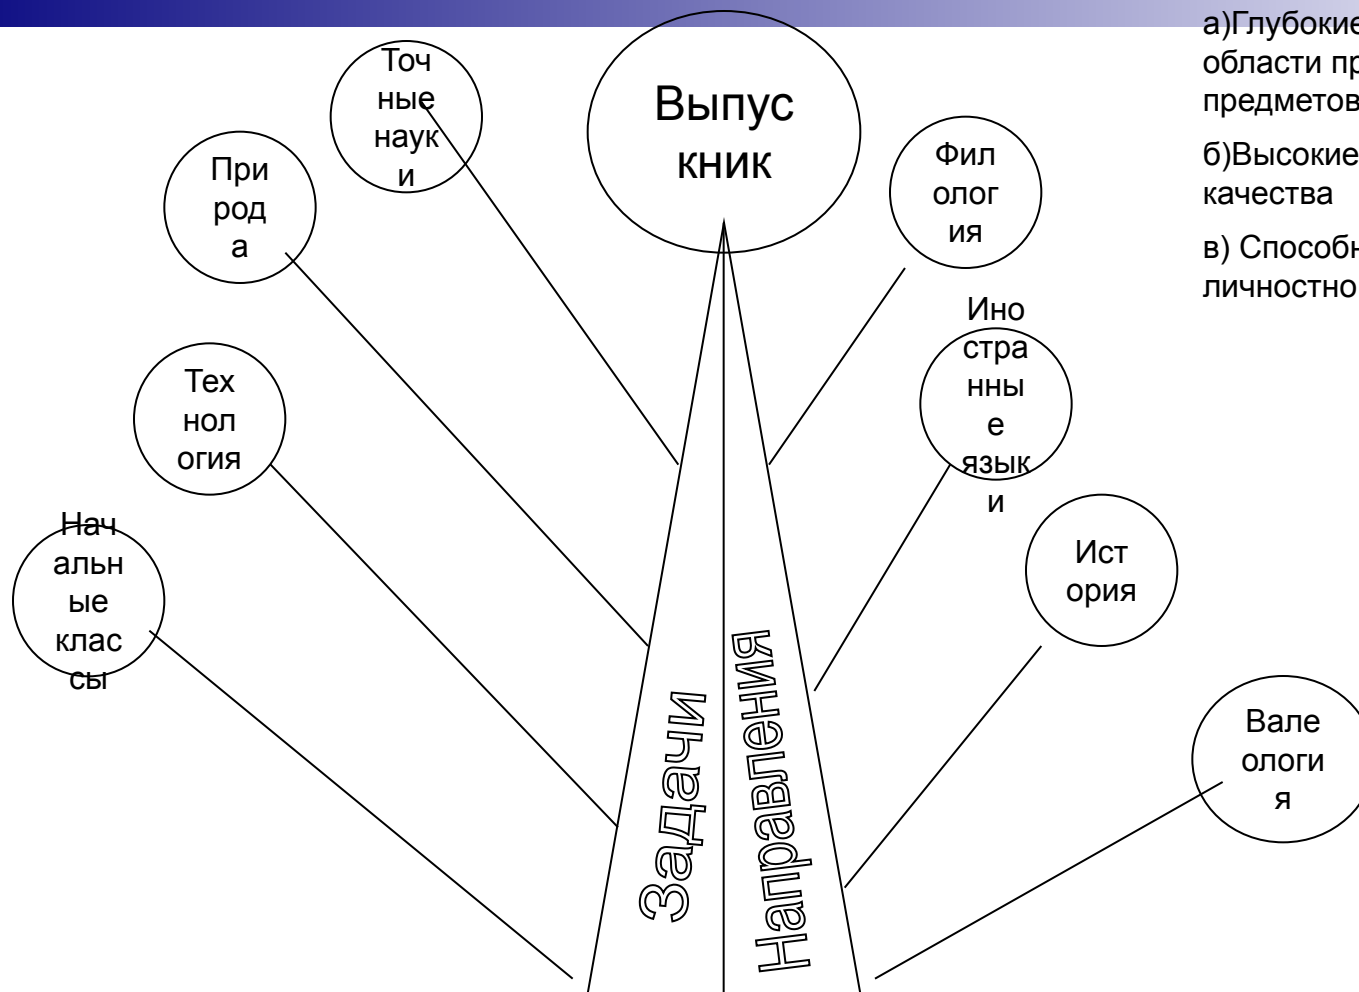 Выпус
кник
Точ
ные
наук
и
При
род
а
Тех
нол
огия
Нач
альн
ые
клас
сы
Фил
олог
ия
Ино
стра
нны
е
язык
и
Ист
ория
Вале
ологи
я
Задачи
Направления
а)Глубокие
области пр
предметов
б)Высокие
качества
в) Способн
личностно